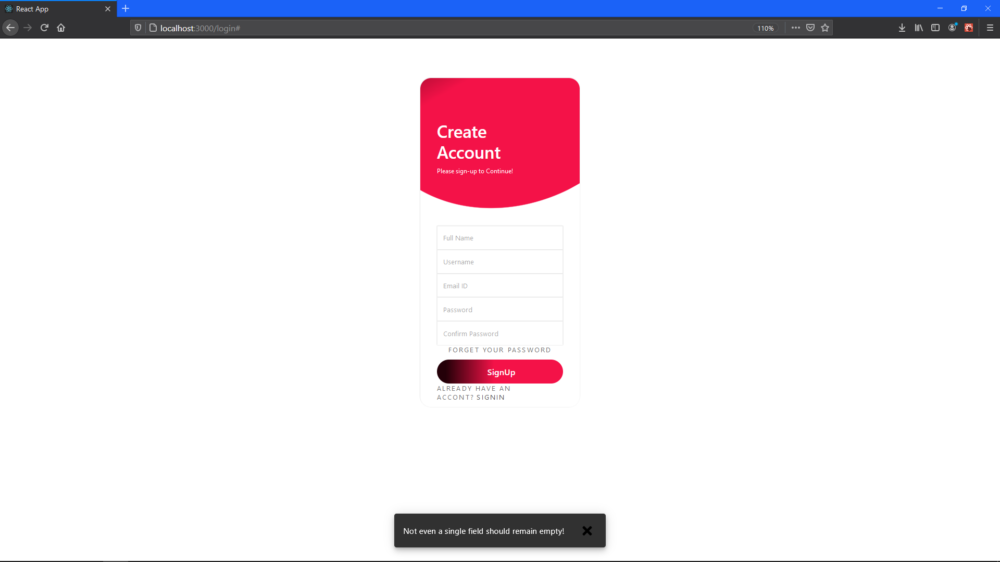 React App
localhost:3000/login#
110%
Create
Account
Please sign-up to Continue!
Full Name
Username
Email ID
Password
Confirm Password
FORGET YOUR PASSWORD
SignUp
ALREADY HAVE AN
ACCONT? SIGNIN
Not even a single field should remain empty!